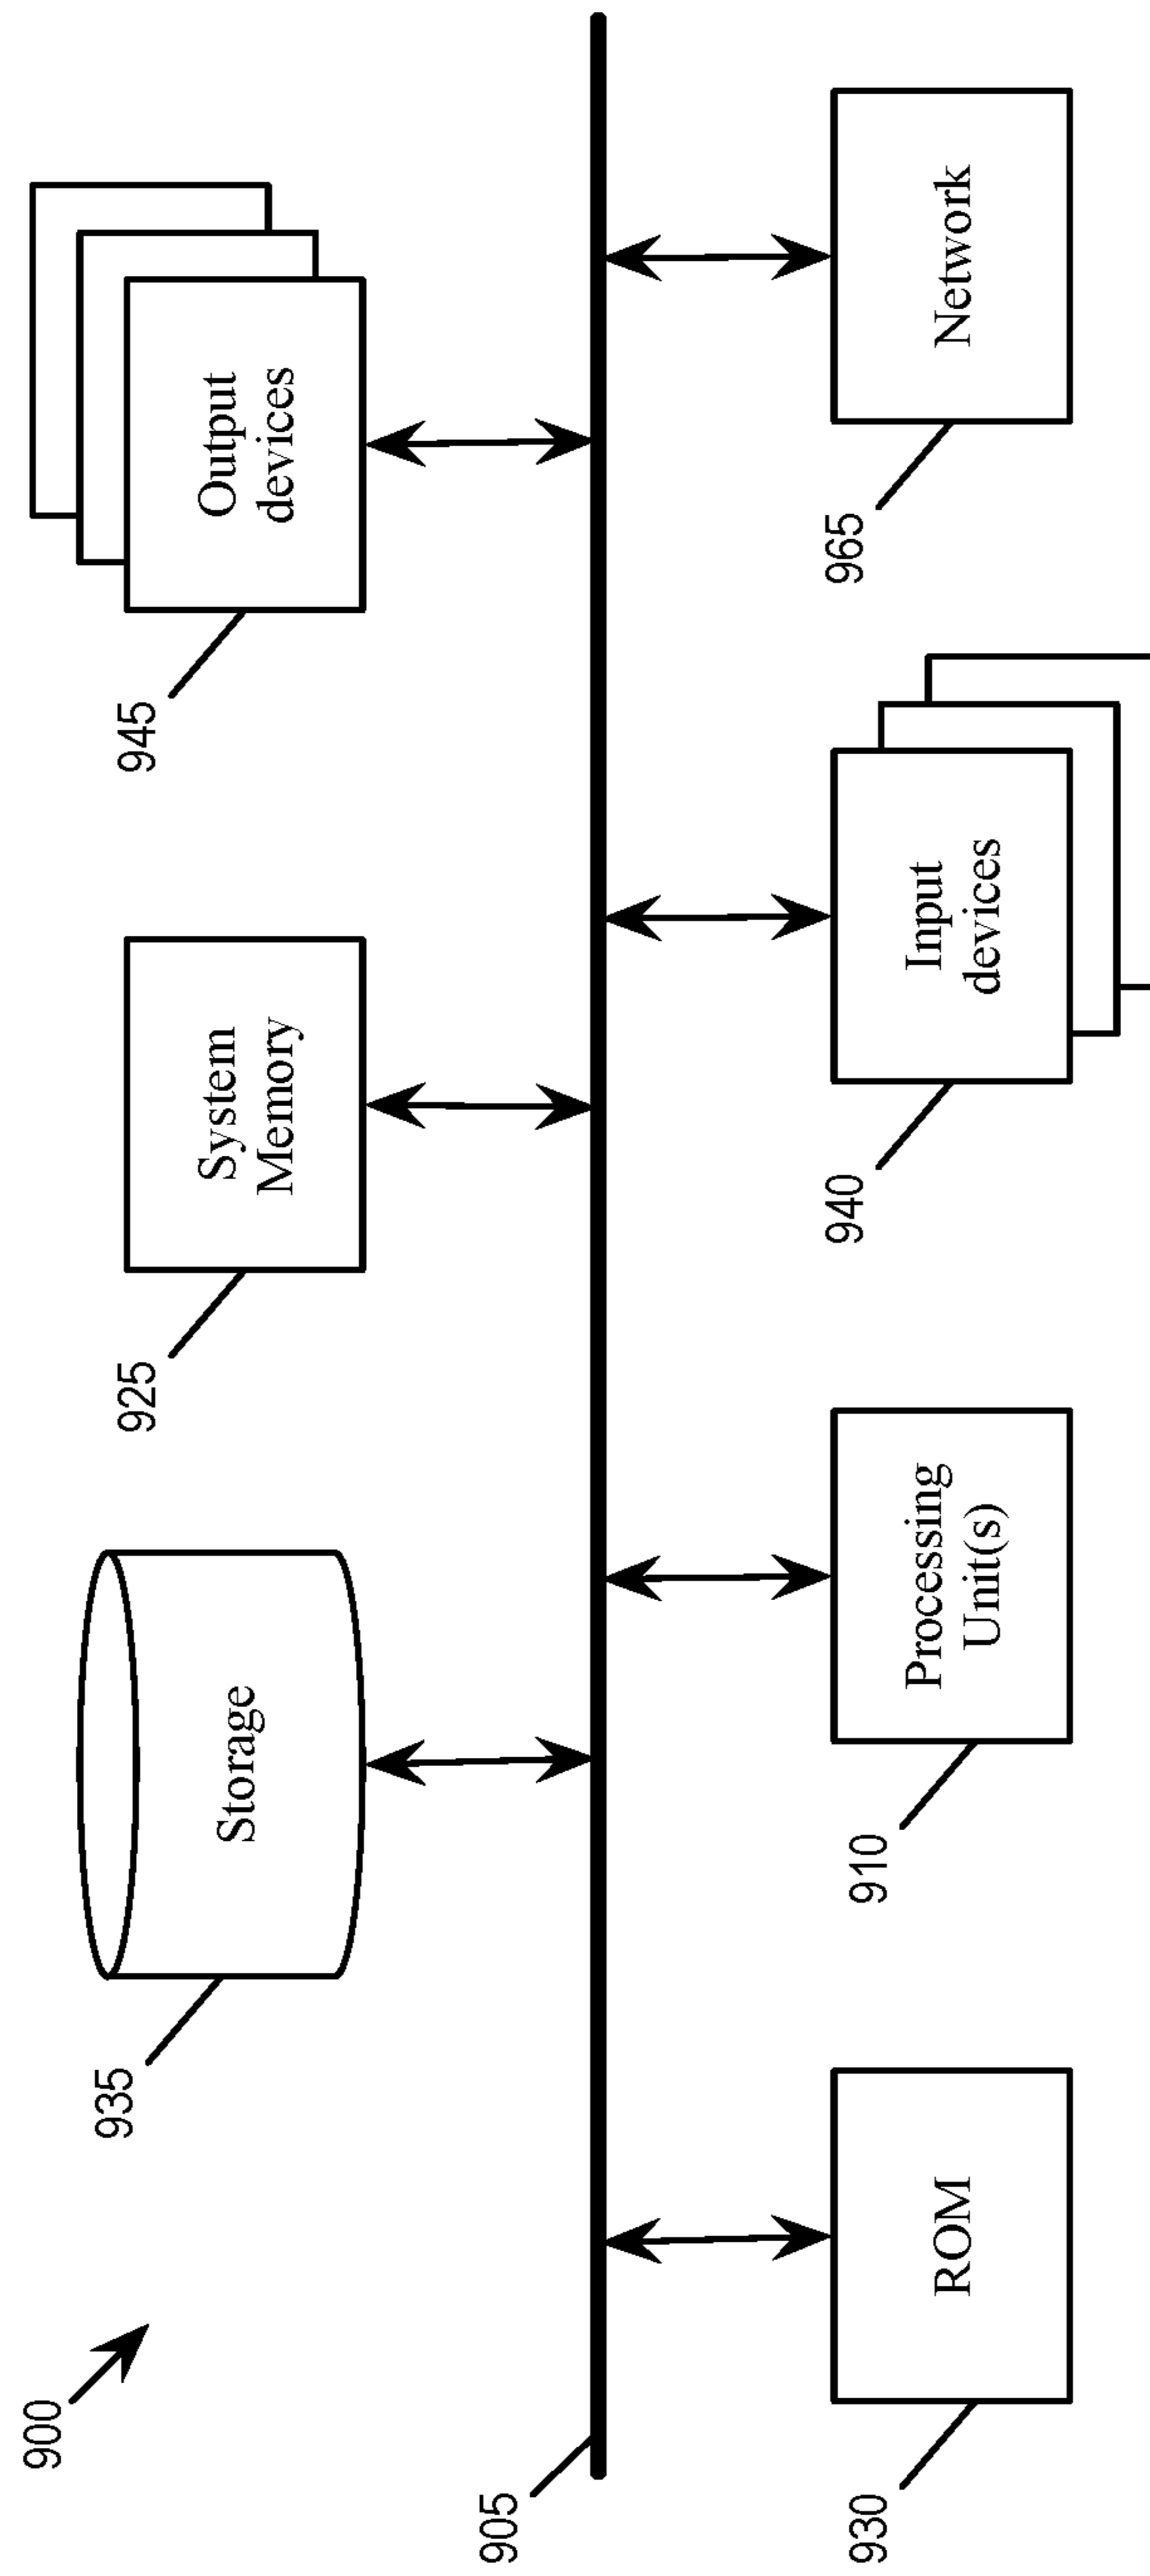 900
935
Storage
925
System
Memory
945
Output
devices
905
930
ROM
910
Processing
Unit(s)
940
Input
devices
965
Network